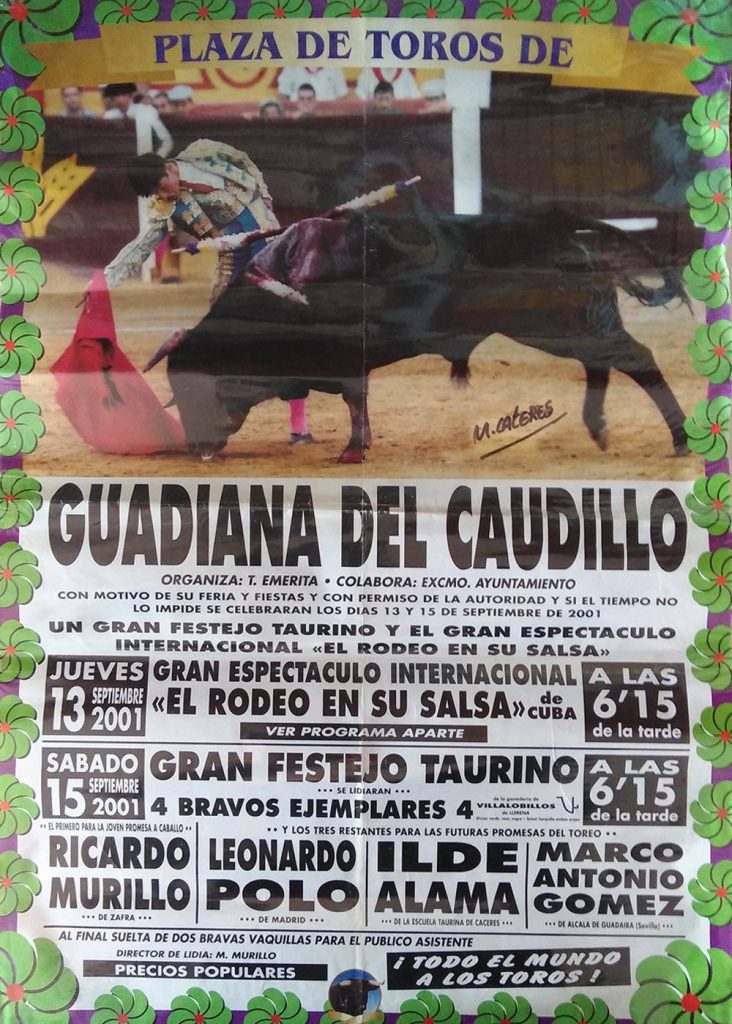 PLAZA DE TOROS DE
M. CACERES
GUADIANA DEL CAUDILLO
ORGANIZA: T. EMERITA • COLABORA: EXCMO. AYUNTAMIENTO
CON MOTIVO DE SU FERIA Y FIESTAS Y CON PERMISO DE LA AUTORIDAD Y SI EL TIEMPO NO
LO IMPIDE SE CELEBRARAN LOS DIAS 13 Y 15 DE SEPTIEMBRE DE 2001
UN GRAN FESTEJO TAURINO Y EL GRAN ESPECTACULO
INTERNACIONAL «EL RODEO EN SU SALSA»
JUEVES
13 SEPTIEMBRE 2001
GRAN ESPECTACULO INTERNACIONAL
«EL RODEO EN SU SALSA» de CUBA
VER PROGRAMA APARTE
A LAS
6'15
de la tarde
SABADO
15 SEPTIEMBRE 2001
GRAN FESTEJO TAURINO
••• SE LIDIARAN •••
4 BRAVOS EJEMPLARES 4
de la ganadería de
VILLALOBILLOS
de LLERENA
A LAS
6'15
de la tarde
•• EL PRIMERO PARA LA JOVEN PROMESA A CABALLO ••
•• Y LOS TRES RESTANTES PARA LAS FUTURAS PROMESAS DEL TOREO ••
RICARDO
MURILLO
••• DE ZAFRA •••
LEONARDO
POLO
••• DE MADRID •••
ILDE
ALAMA
••• DE LA ESCUELA TAURINA DE CACERES •••
MARCO
ANTONIO
GOMEZ
••• DE ALCALA DE GUADAIRA (Sevilla) •••
AL FINAL SUELTA DE DOS BRAVAS VAQUILLAS PARA EL PUBLICO ASISTENTE
DIRECTOR DE LIDIA: M. MURILLO
PRECIOS POPULARES
¡ TODO EL MUNDO
A LOS TOROS !